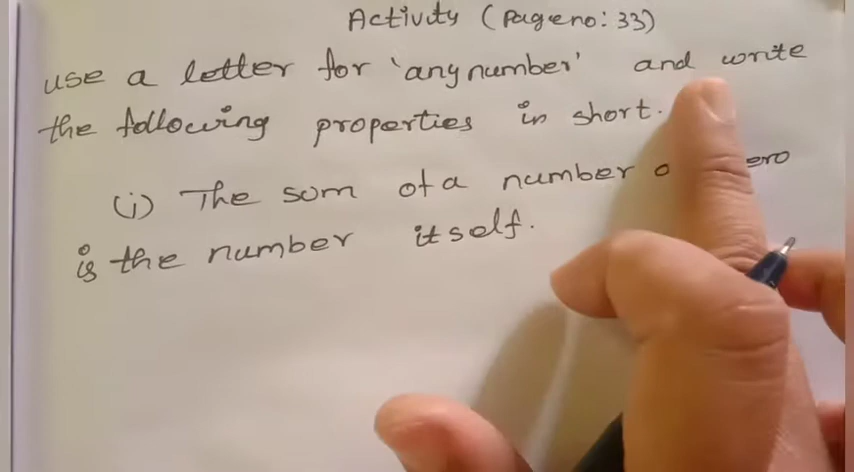 Activity (Page no: 33)
use a letter for 'any number' and write
the following properties in short.
(i) The sum of a number
is the number itself.